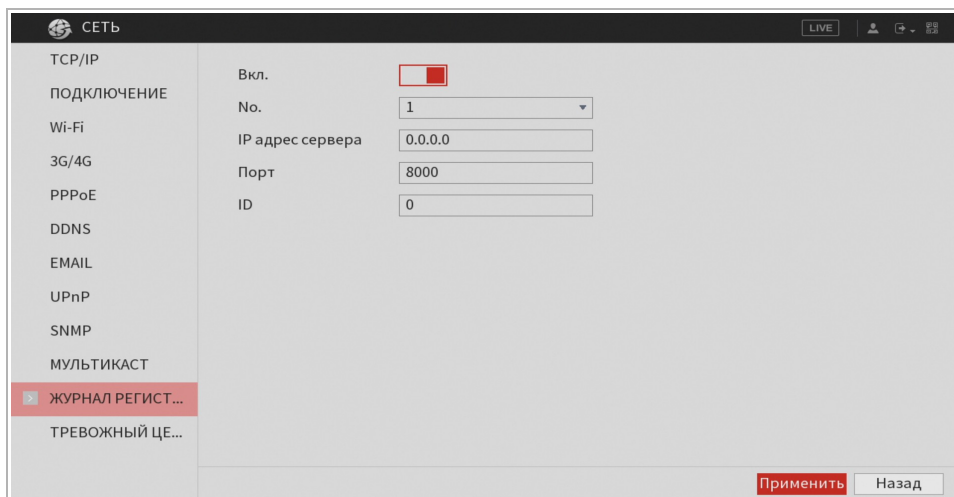 СЕТЬ
LIVE
TCP/IP
ПОДКЛЮЧЕНИЕ
Wi-Fi
3G/4G
PPPoE
DDNS
EMAIL
UPnP
SNMP
МУЛЬТИКАСТ
ЖУРНАЛ РЕГИСТ...
ТРЕВОЖНЫЙ ЦЕ...
Вкл.
No. 1
IP адрес сервера 0.0.0.0
Порт 8000
ID 0
Применить Назад